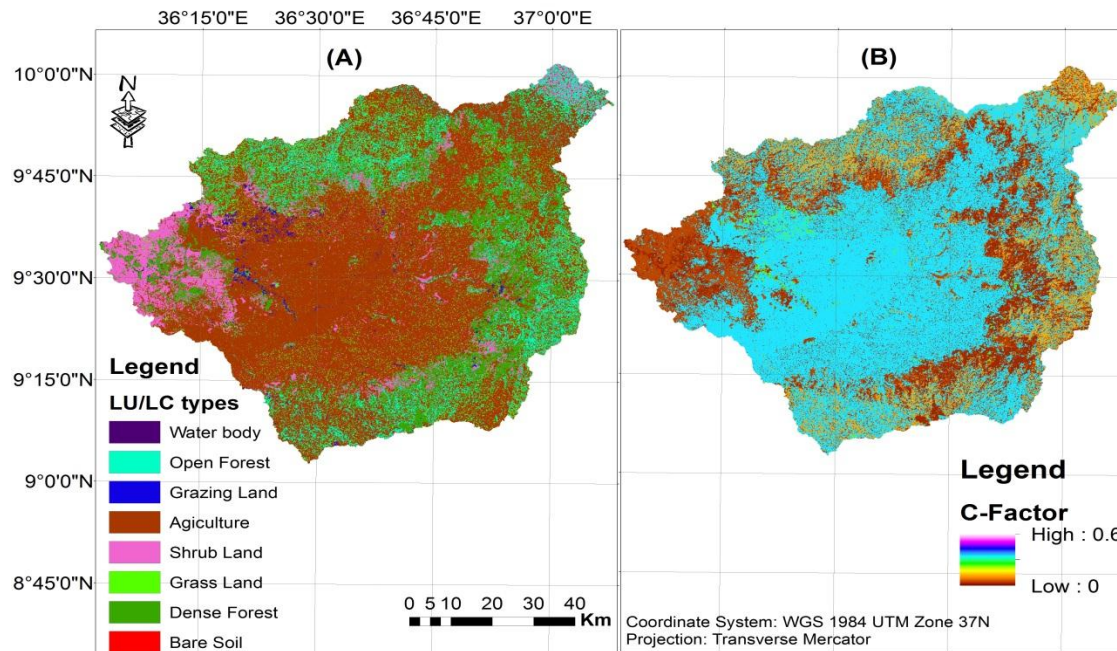 36°15'0"E 36°30'0"E 36°45'0"E 37°0'0"E
(A)
(B)
N
10°0'0"N
9°45'0"N
9°30'0"N
9°15'0"N
9°0'0"N
8°45'0"N
Legend
LU/LC types
Water body
Open Forest
Grazing Land
Agiculture
Shrub Land
Grass Land
Dense Forest
Bare Soil
0 5 10 20 30 40
Km
Legend
C-Factor
High : 0.6
Low : 0
Coordinate System: WGS 1984 UTM Zone 37N
Projection: Transverse Mercator